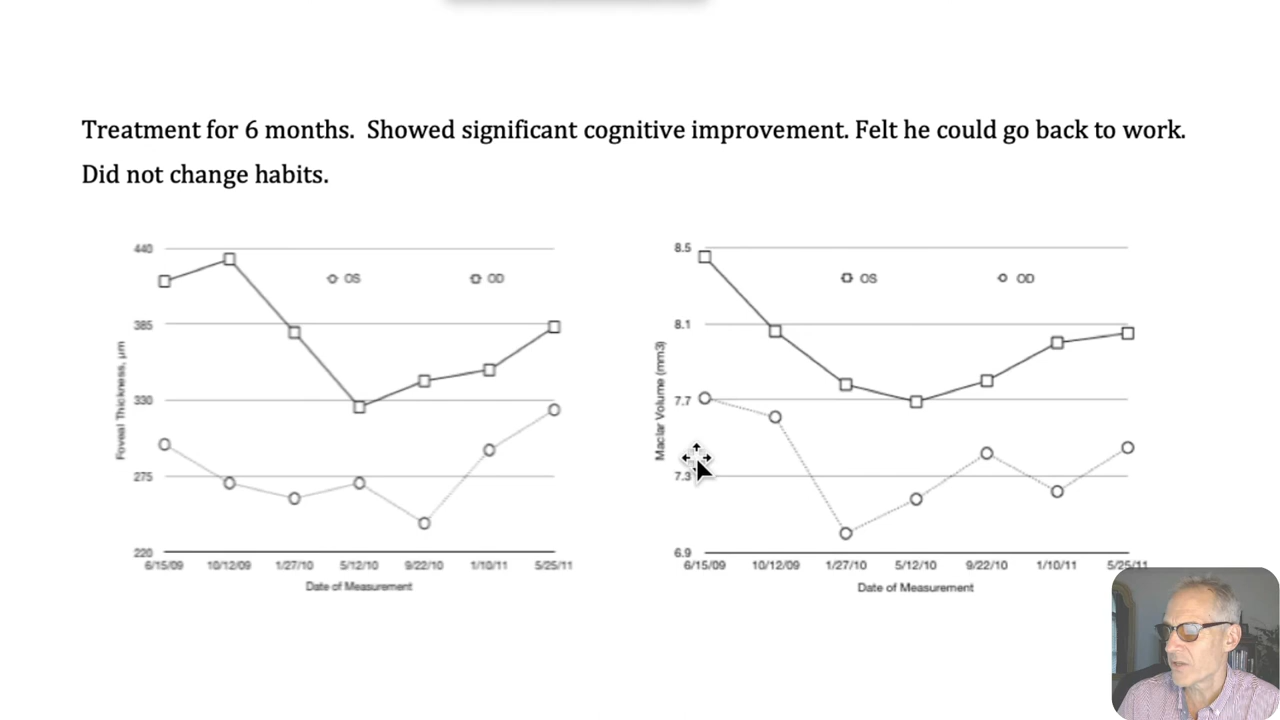 Treatment for 6 months. Showed significant cognitive improvement. Felt he could go back to work.
Did not change habits.
440
385
330
275
220
Foveal Thickness, μm
OS
OD
6/15/09 10/12/09 1/27/10 5/12/10 9/22/10 1/10/11 5/25/11
Date of Measurement
8.5
8.1
7.7
7.3
6.9
Maclar Volume (mm3)
OS
OD
6/15/09 10/12/09 1/27/10 5/12/10 9/22/10 1/10/11 5/25/11
Date of Measurement